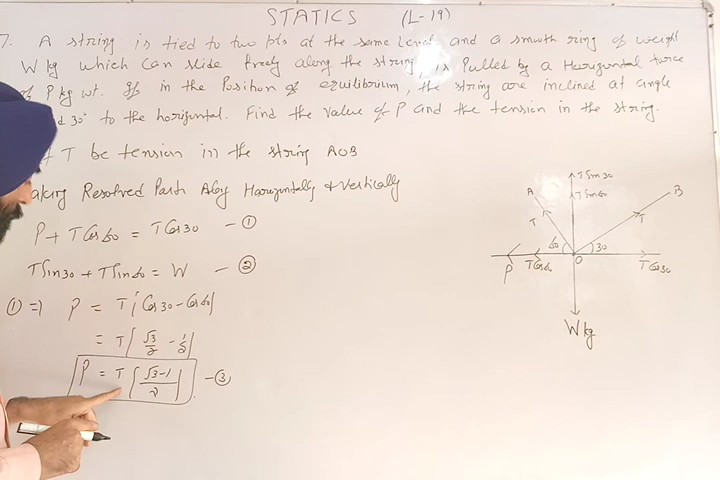 STATICS (L-19)
7. A string is tied to two pts at the same Level and a smooth ring of weight
W kg which can slide freely along the string is Pulled by a Horizontal force
of P kg wt. If in the Position of equilibrium, the string are inclined at angle
30° to the horizontal. Find the Value of P and the tension in the string.
T be tension in the string AOB
aking Resolved Parts Along Horizontally & Vertically
P + T Cos 60 = T Cos 30 - ①
T Sin 30 + T Sin 60 = W - ②
① ⇒ P = T [Cos 30 - Cos 60]
= T [√3/2 - 1/2]
P = T [√3-1/2] - ③
T Sin 30
T Sin 60
A
B
T
T
60
30
O
P
T Cos 60
T Cos 30
W kg